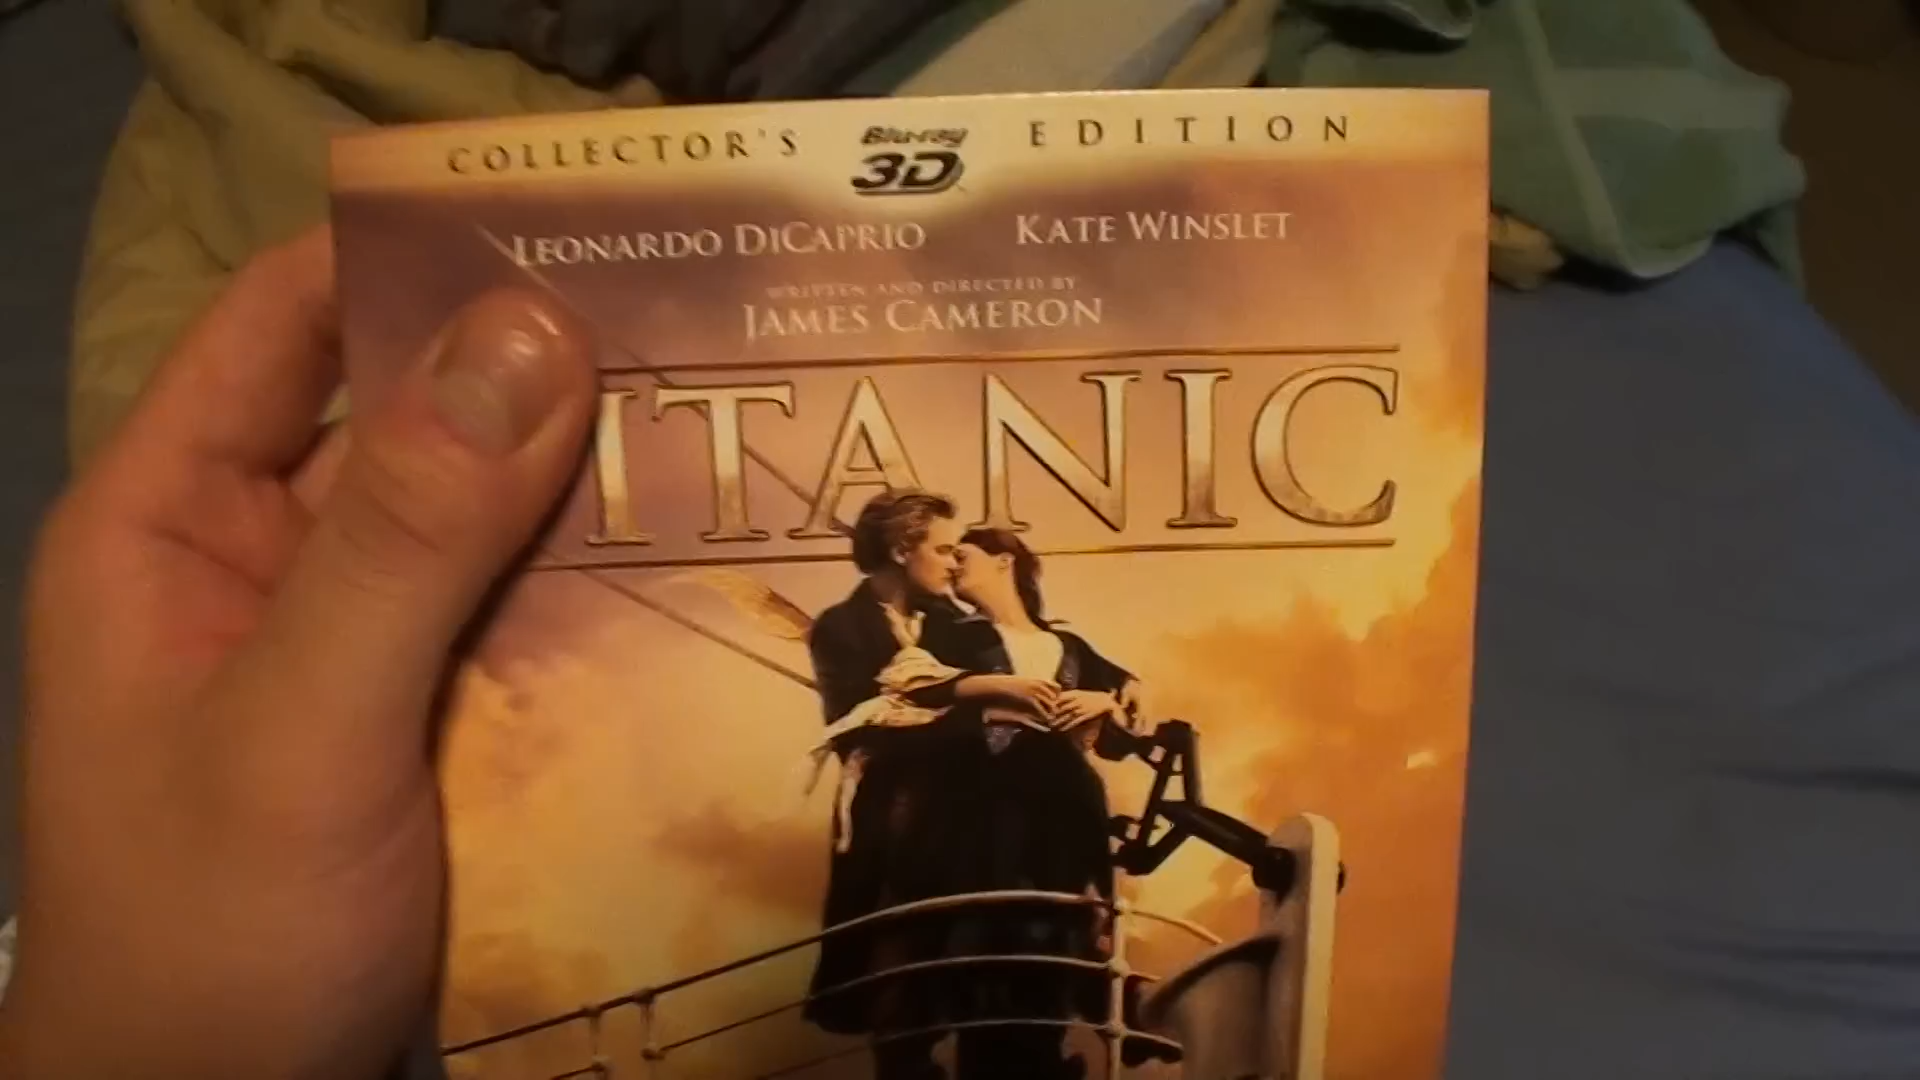 COLLECTOR'S Blu-ray 3D EDITION
LEONARDO DICAPRIO KATE WINSLET
WRITTEN AND DIRECTED BY
JAMES CAMERON
ITANIC